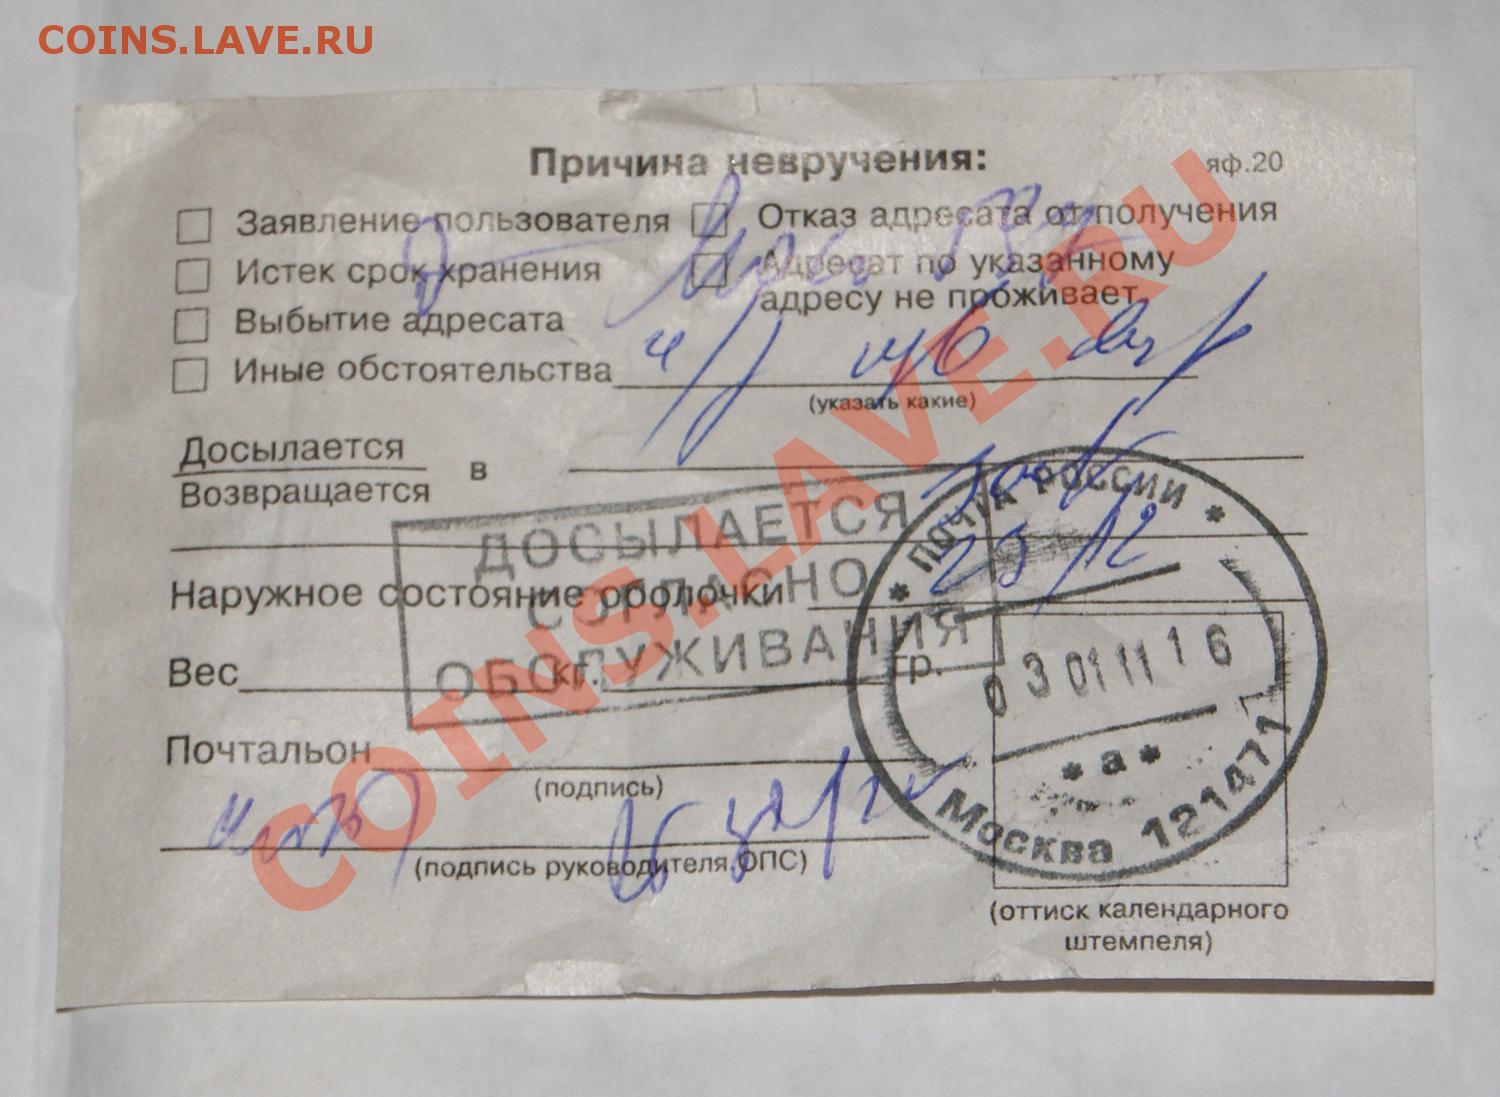 COINS.LAVE.RU
Причина невручения:
яф.20
Заявление пользователя
Отказ адресата от получения
Истек срок хранения
Адресат по указанному
адресу не проживает
Выбытие адресата
Иные обстоятельства
(указать какие)
Досылается
Возвращается
в
ДОСЫЛАЕТСЯ
СОГЛАСНО
ОБСЛУЖИВАНИЯ
Наружное состояние оболочки
Вес кг. гр.
Почтальон
(подпись)
(подпись руководителя ОПС)
* ПОЧТА РОССИИ *
23/12
03 01 11 16
* а *
Москва 121471
(оттиск календарного
штемпеля)
COINS.LAVE.RU